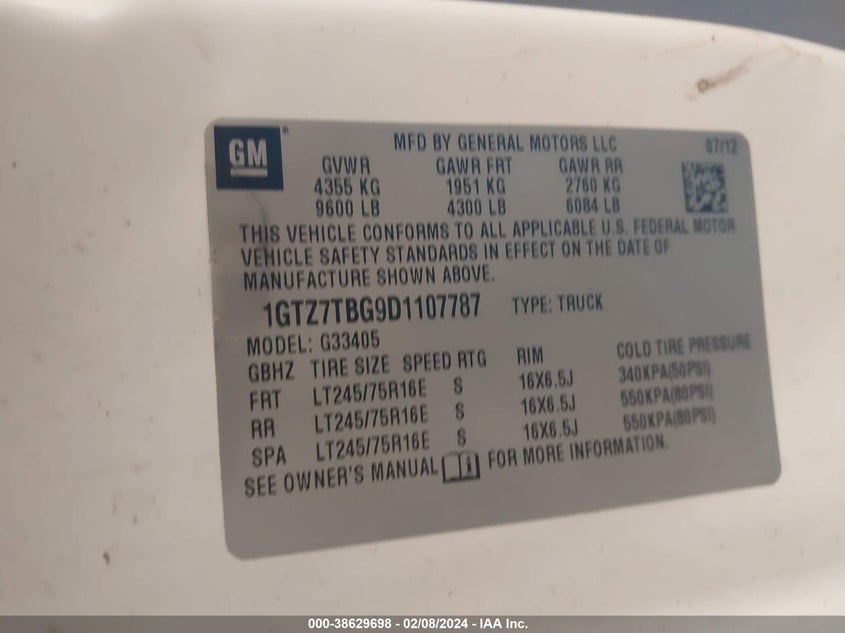 GM
MFD BY GENERAL MOTORS LLC 07/12
GVWR GAWR FRT GAWR RR
4355 KG 1951 KG 2760 KG
9600 LB 4300 LB 6084 LB
THIS VEHICLE CONFORMS TO ALL APPLICABLE U.S. FEDERAL MOTOR
VEHICLE SAFETY STANDARDS IN EFFECT ON THE DATE OF
MANUFACTURE SHOWN ABOVE.
1GTZ7TBG9D1107787 TYPE: TRUCK
MODEL: G33405
GBHZ TIRE SIZE SPEED RTG RIM COLD TIRE PRESSURE
FRT LT245/75R16E S 16X6.5J 340KPA(50PSI)
RR LT245/75R16E S 16X6.5J 550KPA(80PSI)
SPA LT245/75R16E S 16X6.5J 550KPA(80PSI)
SEE OWNER'S MANUAL FOR MORE INFORMATION.
000-38629698 - 02/08/2024 - IAA Inc.